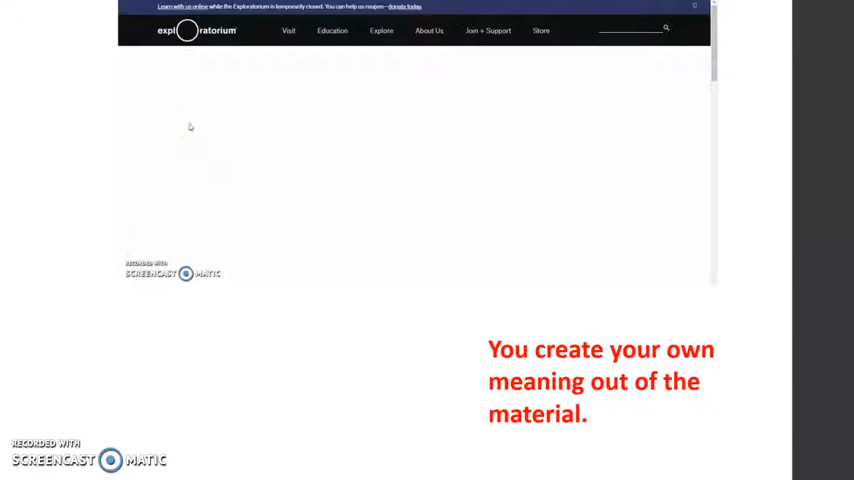 Learn with us online while the Exploratorium is temporarily closed. You can help us reopen—donate today.
expl ratorium
Visit Education Explore About Us Join + Support Store
RECORDED WITH
SCREENCAST MATIC
You create your own
meaning out of the
material.
RECORDED WITH
SCREENCAST MATIC